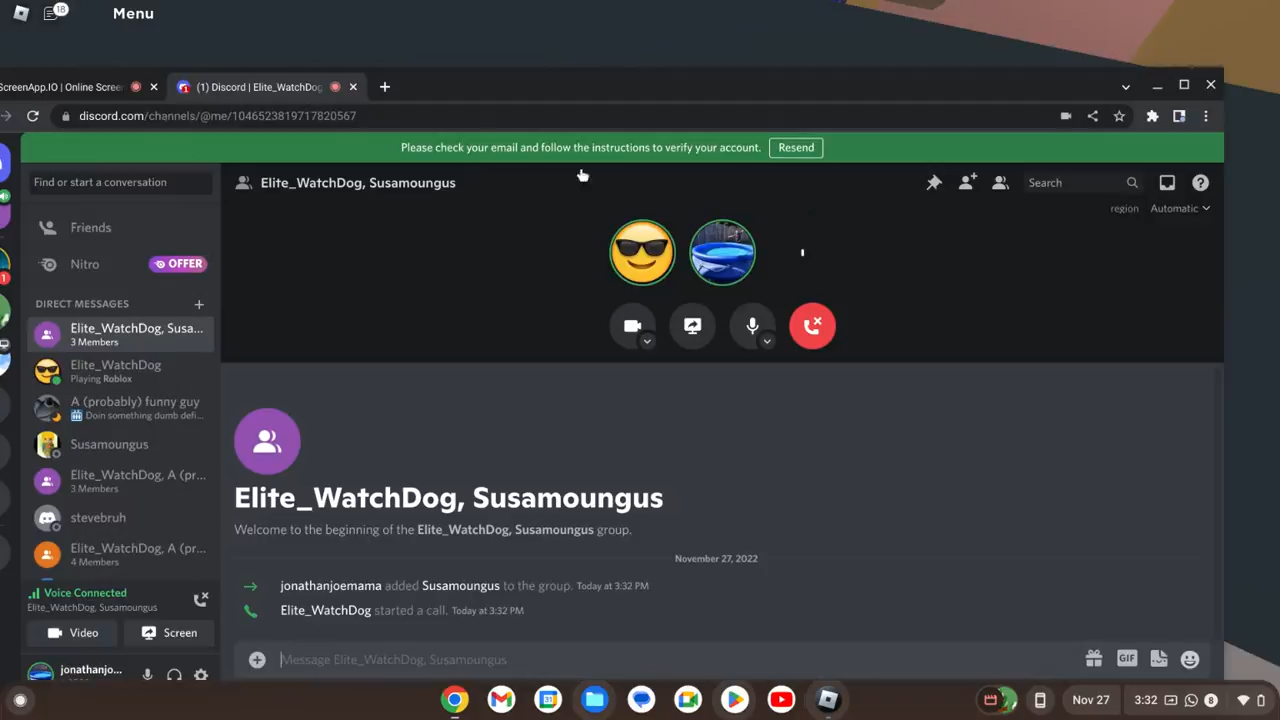 18
Menu
ScreenApp.IO | Online Scree
(1) Discord | Elite_WatchDog
discord.com/channels/@me/1046523819717820567
Please check your email and follow the instructions to verify your account.
Resend
Find or start a conversation
Elite_WatchDog, Susamoungus
Search
region
Automatic
Friends
Nitro
OFFER
DIRECT MESSAGES
Elite_WatchDog, Susa...
3 Members
Elite_WatchDog
Playing Roblox
A (probably) funny guy
Doin something dumb defi...
Susamoungus
Elite_WatchDog, A (pr...
3 Members
stevebruh
Elite_WatchDog, A (pr...
4 Members
Voice Connected
Elite_WatchDog, Susamoungus
Video
Screen
jonathanjo...
Elite_WatchDog, Susamoungus
Welcome to the beginning of the Elite_WatchDog, Susamoungus group.
November 27, 2022
jonathanjoemama added Susamoungus to the group. Today at 3:32 PM
Elite_WatchDog started a call. Today at 3:32 PM
Message Elite_WatchDog, Susamoungus
GIF
31
Nov 27
3:32
8